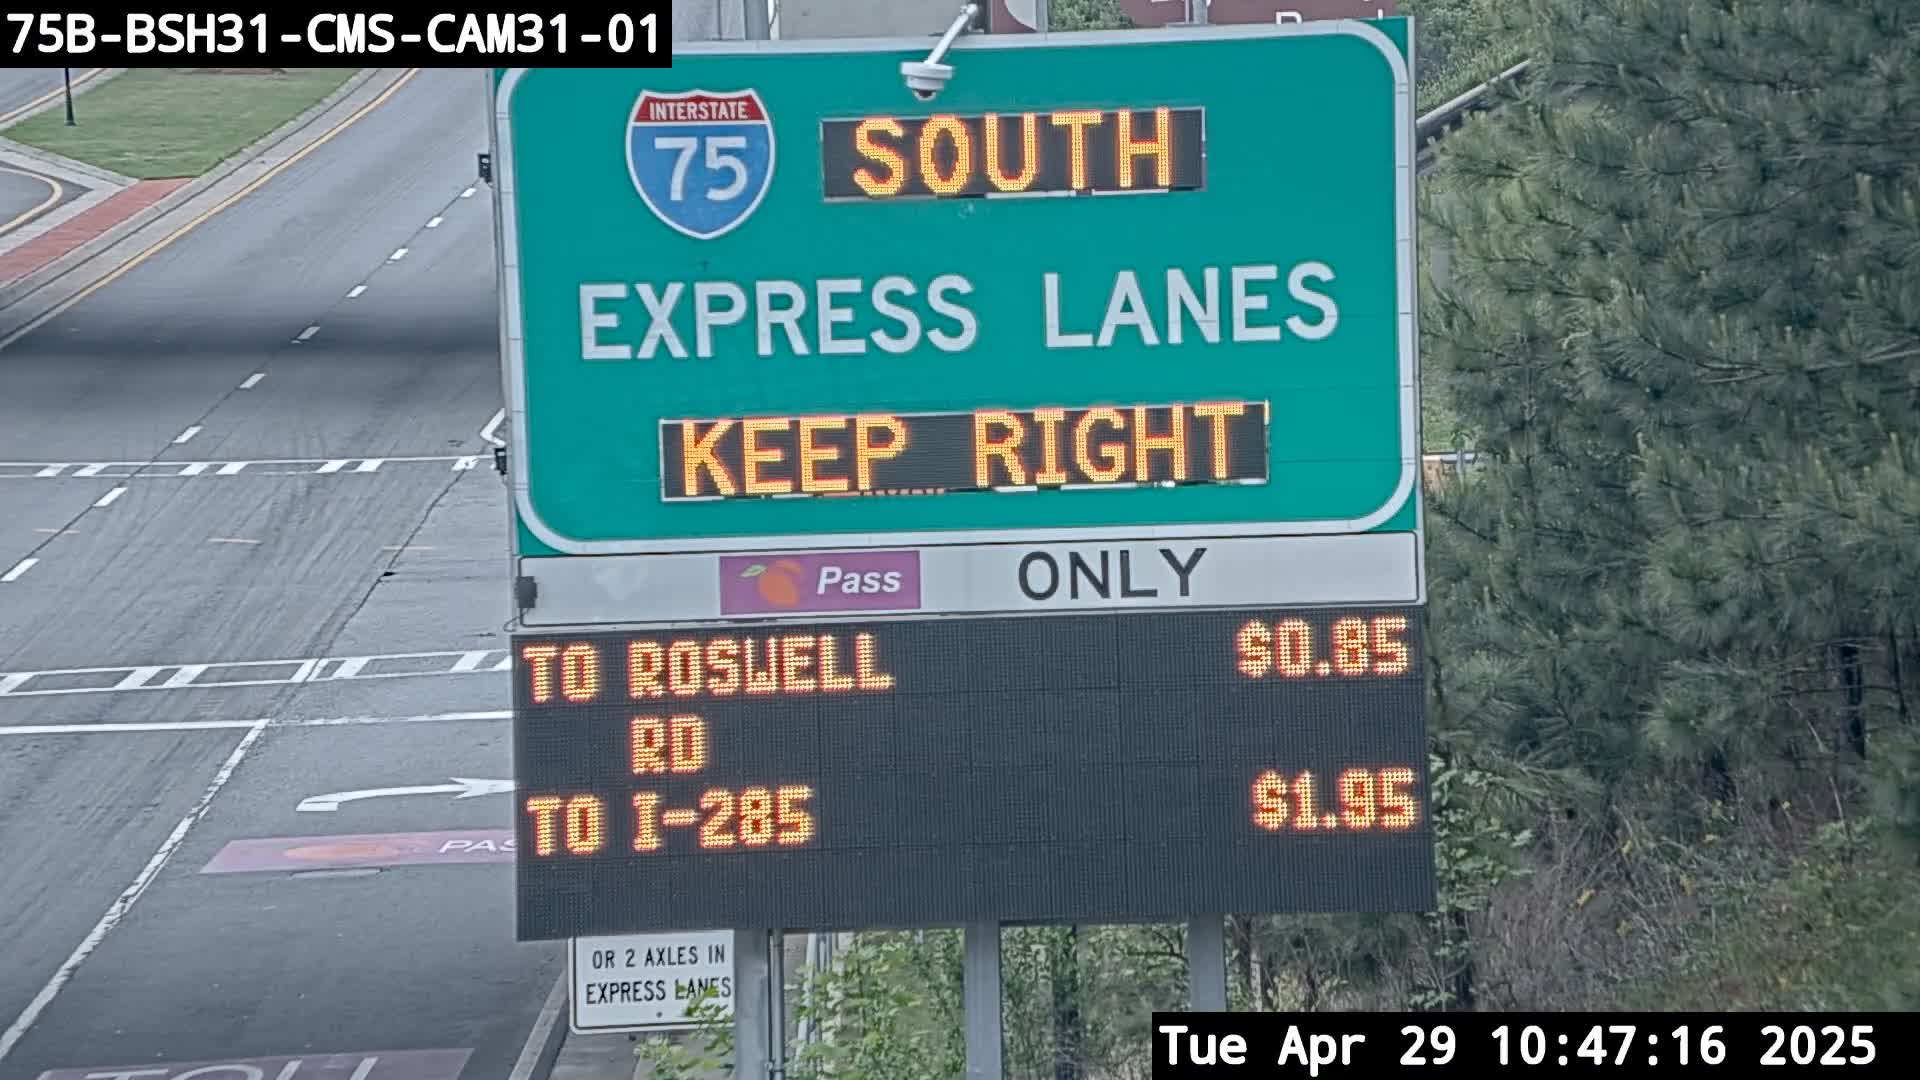 75B-BSH31-CMS-CAM31-01
INTERSTATE
75
SOUTH
EXPRESS LANES
KEEP RIGHT
Pass ONLY
TO ROSWELL $0.85
RD
TO I-285 $1.95
OR 2 AXLES IN
EXPRESS LANES
TOLL
Tue Apr 29 10:47:16 2025